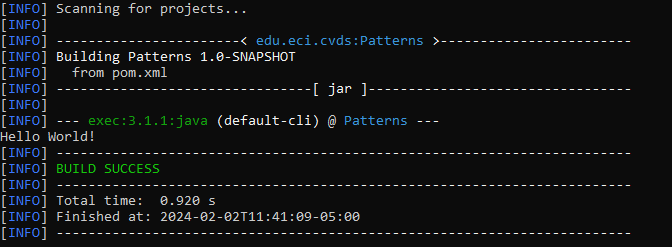 [INFO] Scanning for projects...
[INFO]
[INFO] -----------------------< edu.eci.cvds:Patterns >------------------------
[INFO] Building Patterns 1.0-SNAPSHOT
[INFO]   from pom.xml
[INFO] --------------------------------[ jar ]---------------------------------
[INFO]
[INFO] --- exec:3.1.1:java (default-cli) @ Patterns ---
Hello World!
[INFO] ------------------------------------------------------------------------
[INFO] BUILD SUCCESS
[INFO] ------------------------------------------------------------------------
[INFO] Total time:  0.920 s
[INFO] Finished at: 2024-02-02T11:41:09-05:00
[INFO] ------------------------------------------------------------------------